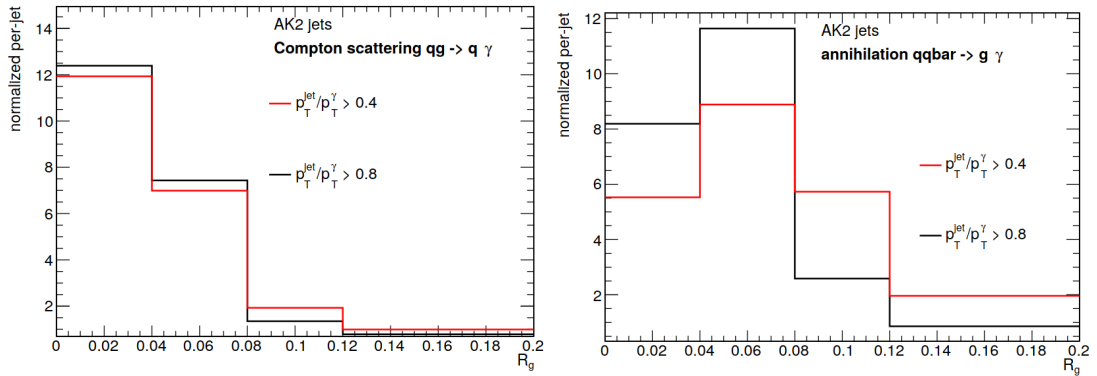 AK2 jets
Compton scattering qg -> q γ
p_T^jet/p_T^γ > 0.4
p_T^jet/p_T^γ > 0.8
normalized per-jet
14
12
10
8
6
4
2
0 0.02 0.04 0.06 0.08 0.1 0.12 0.14 0.16 0.18 0.2
R_g
AK2 jets
annihilation qqbar -> g γ
p_T^jet/p_T^γ > 0.4
p_T^jet/p_T^γ > 0.8
normalized per-jet
12
10
8
6
4
2
0 0.02 0.04 0.06 0.08 0.1 0.12 0.14 0.16 0.18 0.2
R_g